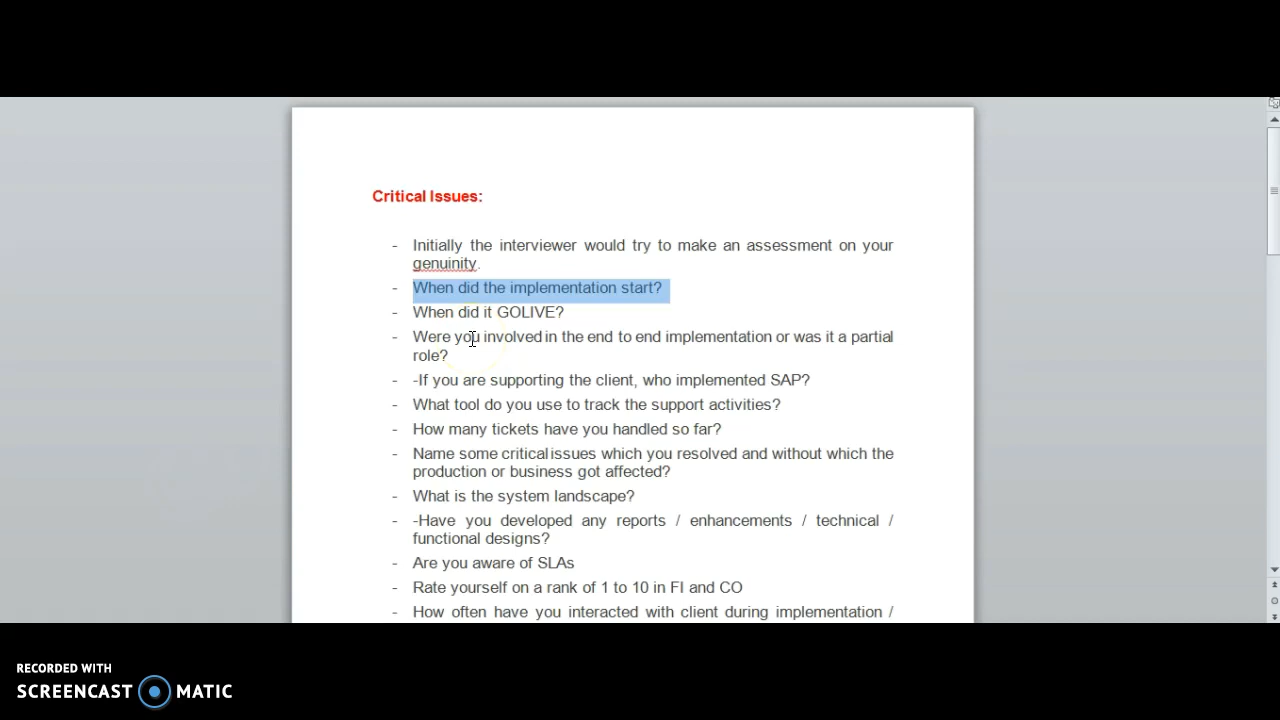 Critical Issues:
- Initially the interviewer would try to make an assessment on your
genuinity.
- When did the implementation start?
- When did it GOLIVE?
- Were you involved in the end to end implementation or was it a partial
role?
- -If you are supporting the client, who implemented SAP?
- What tool do you use to track the support activities?
- How many tickets have you handled so far?
- Name some critical issues which you resolved and without which the
production or business got affected?
- What is the system landscape?
- -Have you developed any reports / enhancements / technical /
functional designs?
- Are you aware of SLAs
- Rate yourself on a rank of 1 to 10 in FI and CO
- How often have you interacted with client during implementation /
RECORDED WITH
SCREENCAST MATIC